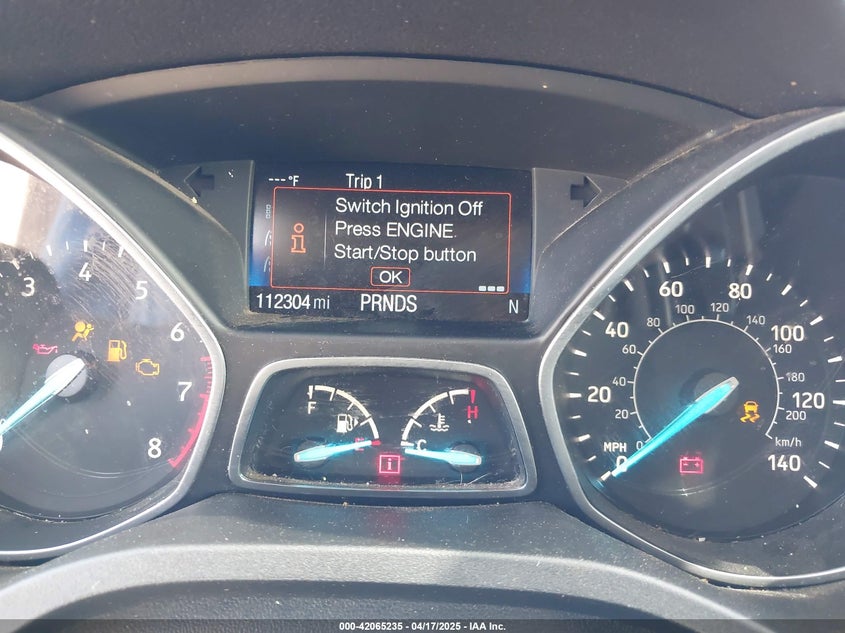 ---°F Trip 1
Switch Ignition Off
Press ENGINE
Start/Stop button
OK
112304 mi PRNDS N
3 4 5 6 7 8
F H
C
i
0 20 40 60 80 100 120 140
0 20 40 60 80 100 120 140 160 180 200
MPH km/h
000-42065235 - 04/17/2025 - IAA Inc.